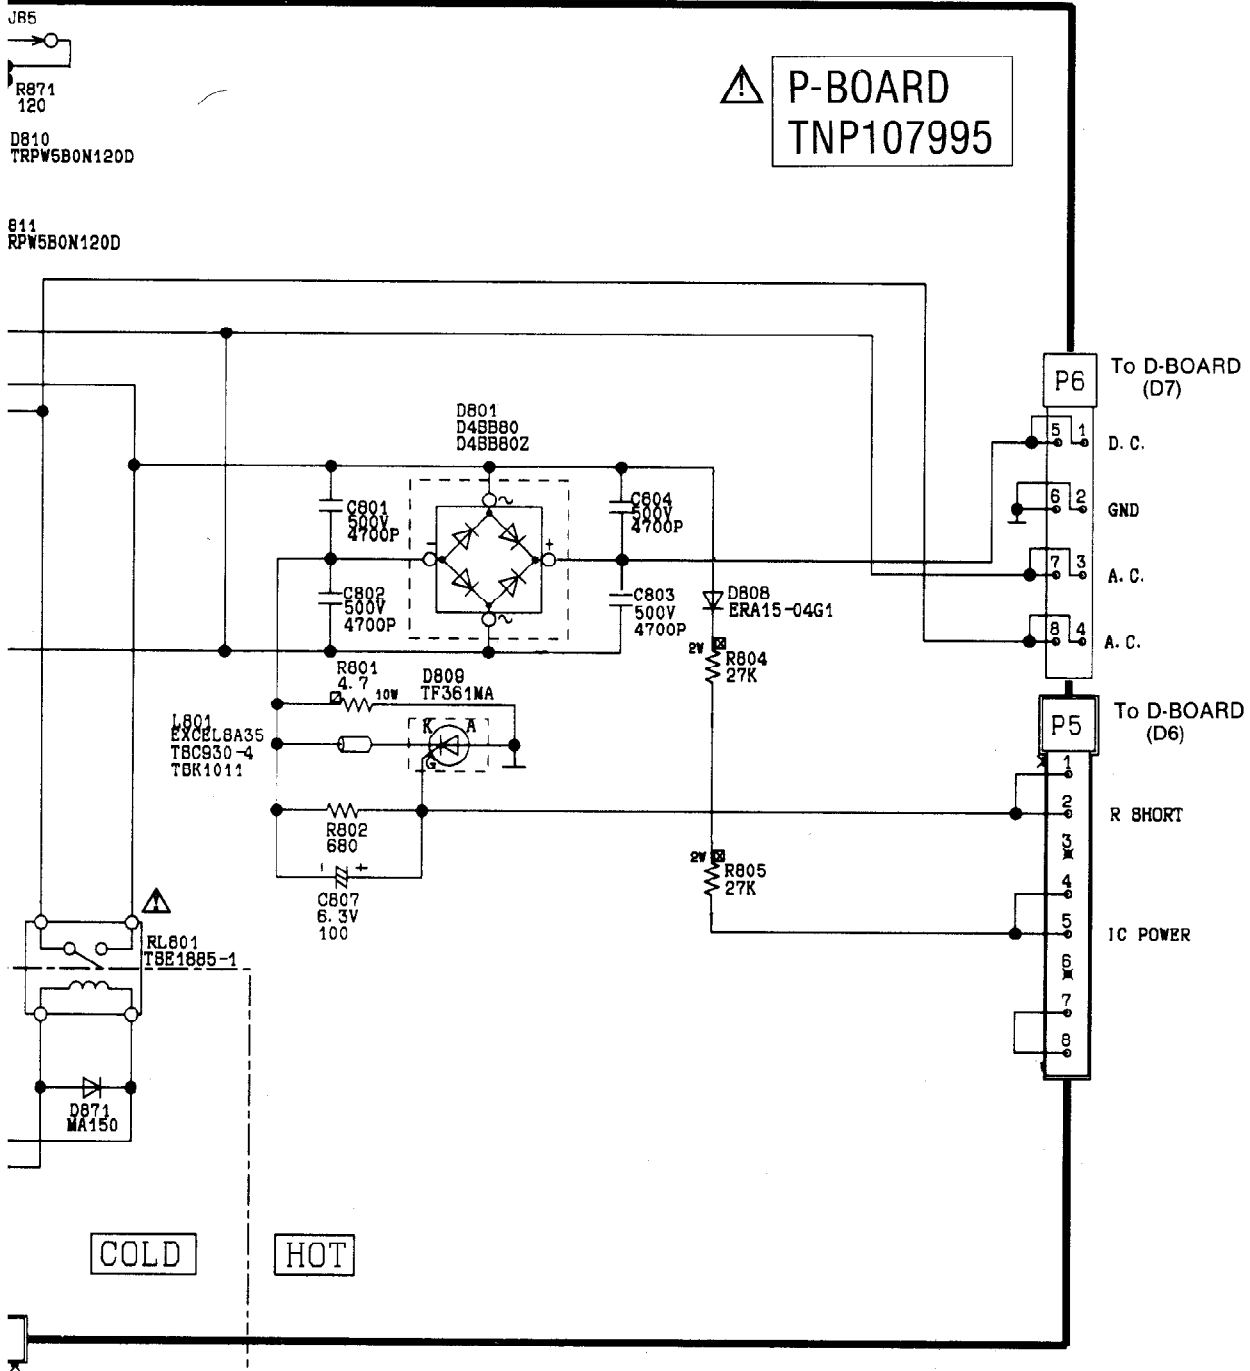 JB5
R871
120
D810
TRPW5B0N120D
811
RPW5B0N120D
P-BOARD
TNP107995
To D-BOARD
(D7)
P6
5 1
D.C.
6 2
GND
7 3
A.C.
8 4
A.C.
D801
D4BB80
D4BB80Z
C801
500V
4700P
C804
500V
4700P
~
- +
C802
500V
4700P
C803
500V
4700P
~
D808
ERA15-04G1
2W
R804
27K
R801
4.7
10W
D809
TF361MA
K A
G
L801
EXCELSA35
TBC930-4
TBK1011
To D-BOARD
(D6)
P5
1
2
R SHORT
3
4
5
IC POWER
6
7
8
R802
680
+
C807
6.3V
100
2W
R805
27K
RL801
TSE1885-1
D871
MA150
COLD
HOT